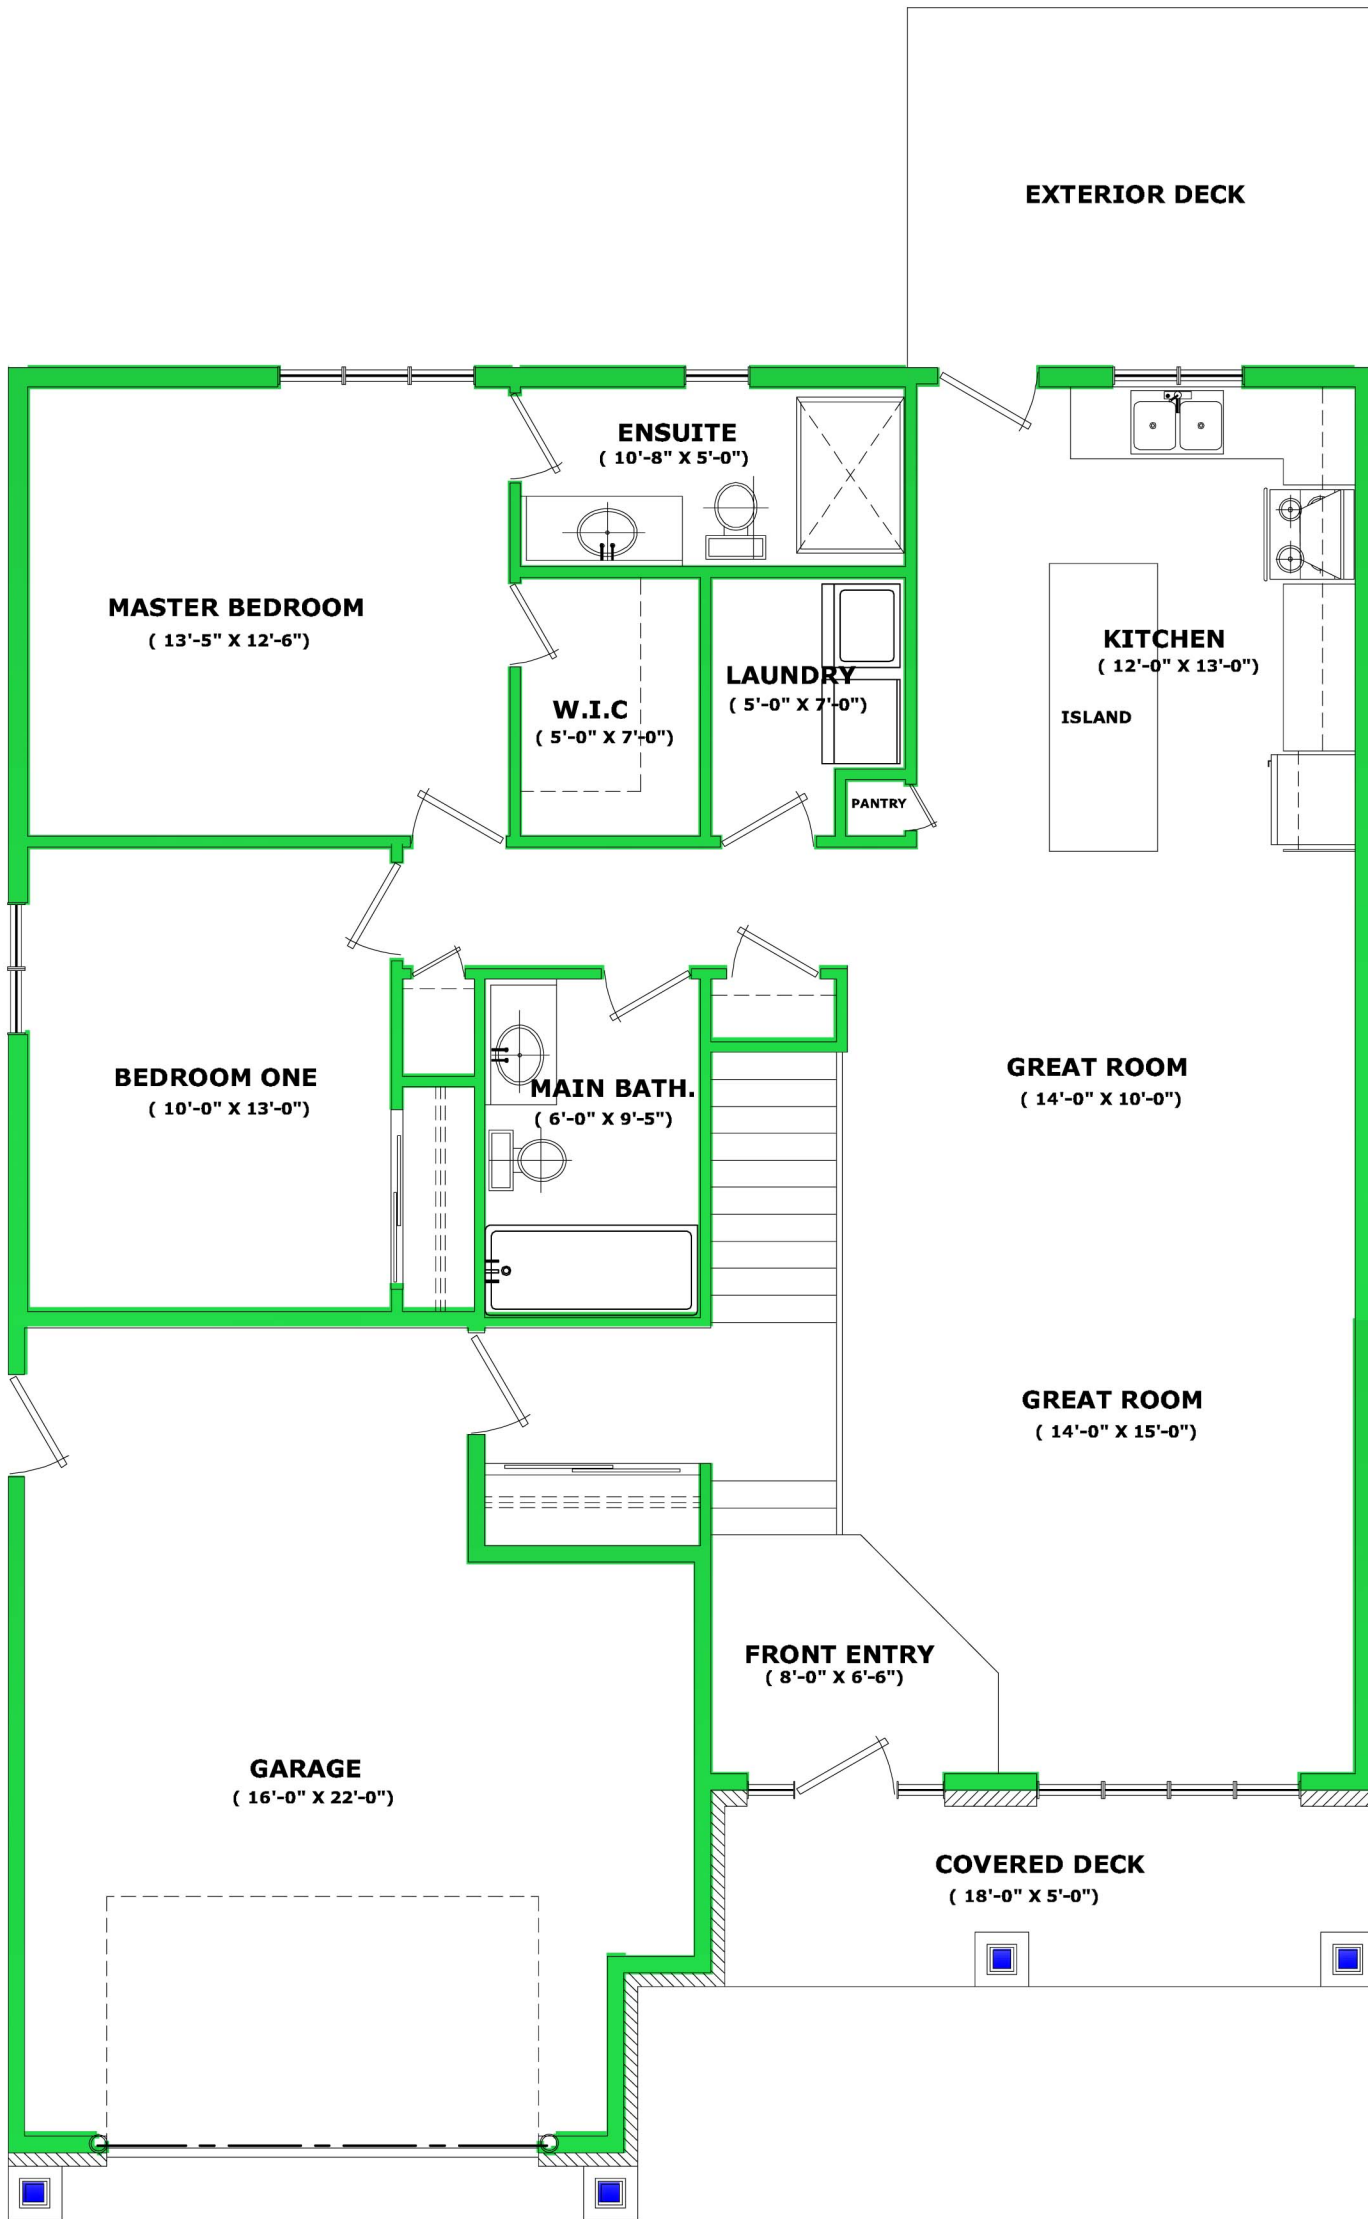 EXTERIOR DECK
ENSUITE
( 10'-8" X 5'-0")
MASTER BEDROOM
( 13'-5" X 12'-6")
KITCHEN
( 12'-0" X 13'-0")
LAUNDRY
( 5'-0" X 7'-0")
W.I.C
( 5'-0" X 7'-0")
ISLAND
PANTRY
GREAT ROOM
( 14'-0" X 10'-0")
BEDROOM ONE
( 10'-0" X 13'-0")
MAIN BATH.
( 6'-0" X 9'-5")
GREAT ROOM
( 14'-0" X 15'-0")
FRONT ENTRY
( 8'-0" X 6'-6")
GARAGE
( 16'-0" X 22'-0")
COVERED DECK
( 18'-0" X 5'-0")